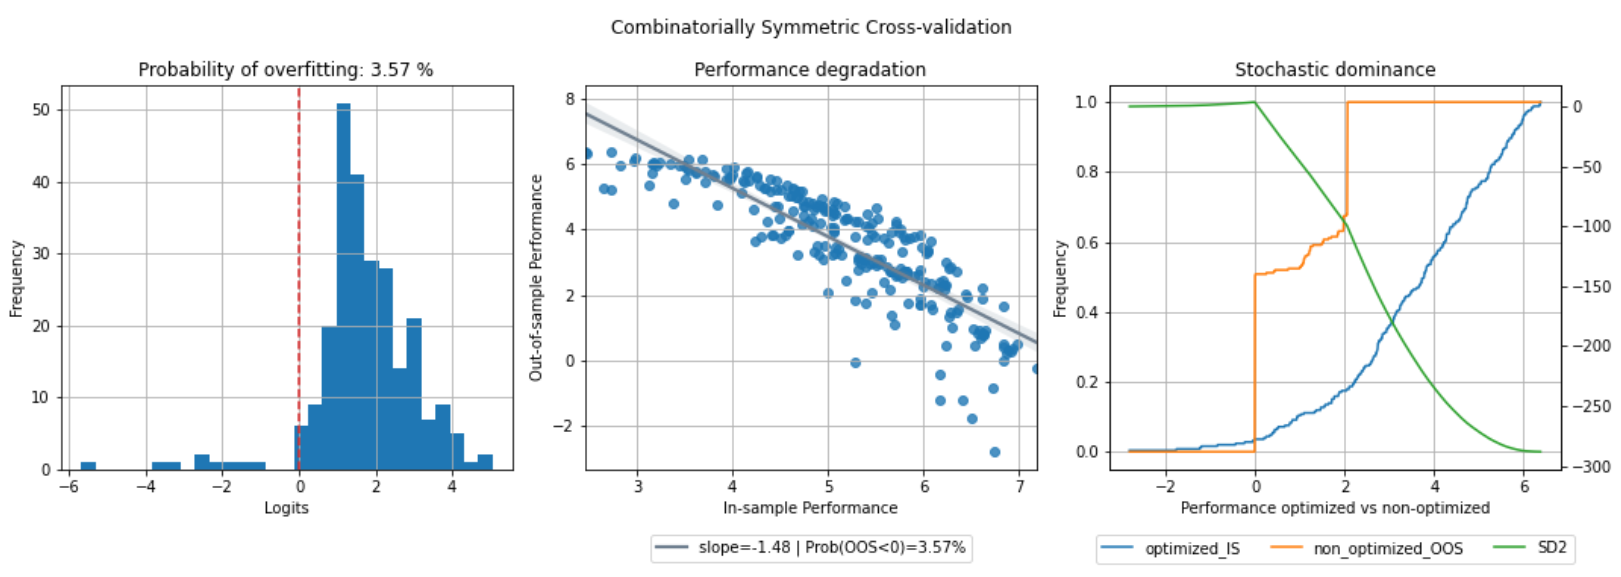 Combinatorially Symmetric Cross-validation
Probability of overfitting: 3.57 %
50
40
30
20
10
0
Frequency
−6
−4
−2
0
2
4
Logits
Performance degradation
8
6
4
2
0
−2
Out-of-sample Performance
3
4
5
6
7
In-sample Performance
slope=-1.48 | Prob(OOS<0)=3.57%
Stochastic dominance
1.0
0.8
0.6
0.4
0.2
0.0
Frequency
0
−50
−100
−150
−200
−250
−300
−2
0
2
4
6
Performance optimized vs non-optimized
optimized_IS
non_optimized_OOS
SD2